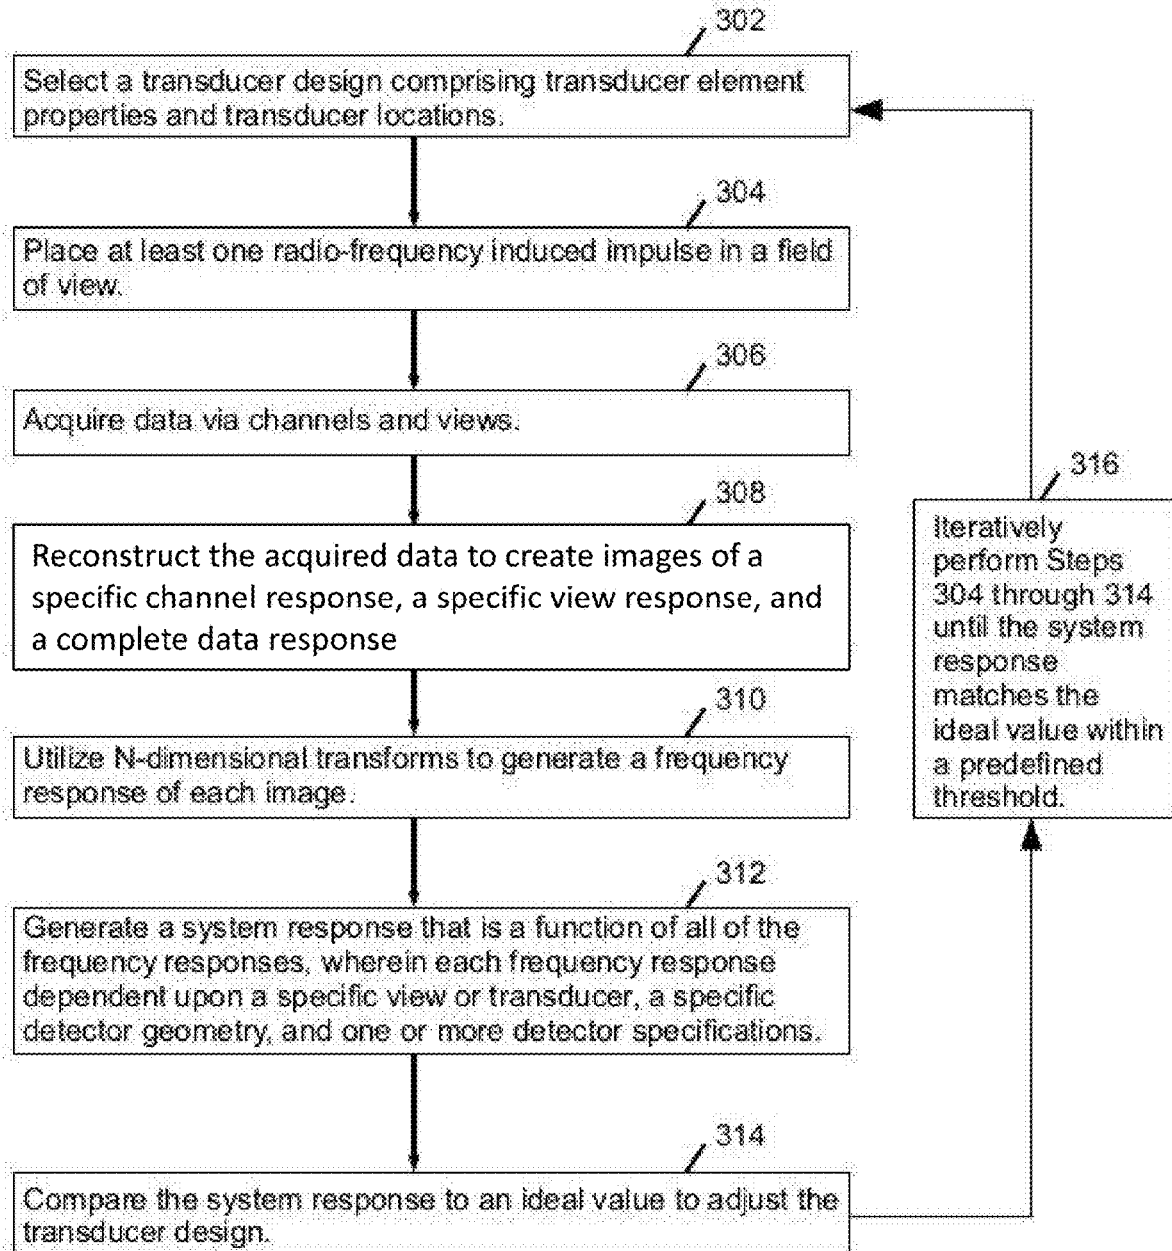 302
Select a transducer design comprising transducer element
properties and transducer locations.
304
Place at least one radio-frequency induced impulse in a field
of view.
306
Acquire data via channels and views.
308
Reconstruct the acquired data to create images of a
specific channel response, a specific view response, and
a complete data response
310
Utilize N-dimensional transforms to generate a frequency
response of each image.
312
Generate a system response that is a function of all of the
frequency responses, wherein each frequency response
dependent upon a specific view or transducer, a specific
detector geometry, and one or more detector specifications.
314
Compare the system response to an ideal value to adjust the
transducer design.
316
Iteratively
perform Steps
304 through 314
until the system
response
matches the
ideal value within
a predefined
threshold.